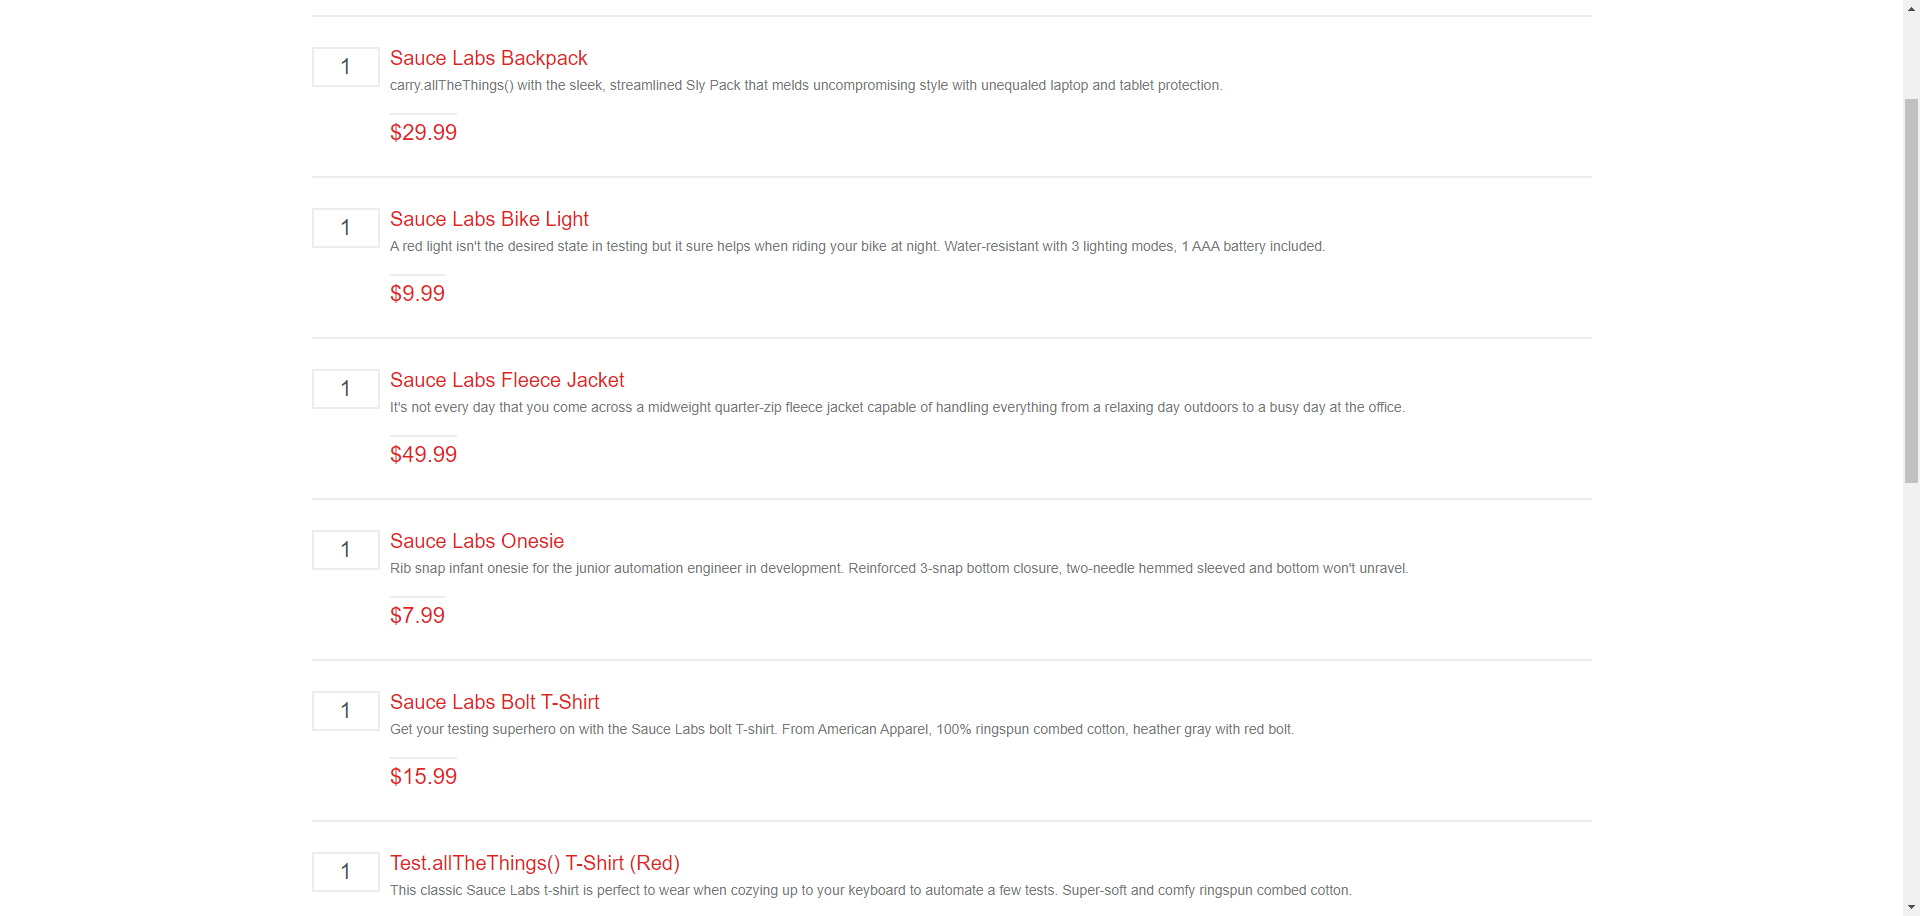 1
Sauce Labs Backpack
carry.allTheThings() with the sleek, streamlined Sly Pack that melds uncompromising style with unequaled laptop and tablet protection.
$29.99
1
Sauce Labs Bike Light
A red light isn't the desired state in testing but it sure helps when riding your bike at night. Water-resistant with 3 lighting modes, 1 AAA battery included.
$9.99
1
Sauce Labs Fleece Jacket
It's not every day that you come across a midweight quarter-zip fleece jacket capable of handling everything from a relaxing day outdoors to a busy day at the office.
$49.99
1
Sauce Labs Onesie
Rib snap infant onesie for the junior automation engineer in development. Reinforced 3-snap bottom closure, two-needle hemmed sleeved and bottom won't unravel.
$7.99
1
Sauce Labs Bolt T-Shirt
Get your testing superhero on with the Sauce Labs bolt T-shirt. From American Apparel, 100% ringspun combed cotton, heather gray with red bolt.
$15.99
1
Test.allTheThings() T-Shirt (Red)
This classic Sauce Labs t-shirt is perfect to wear when cozying up to your keyboard to automate a few tests. Super-soft and comfy ringspun combed cotton.